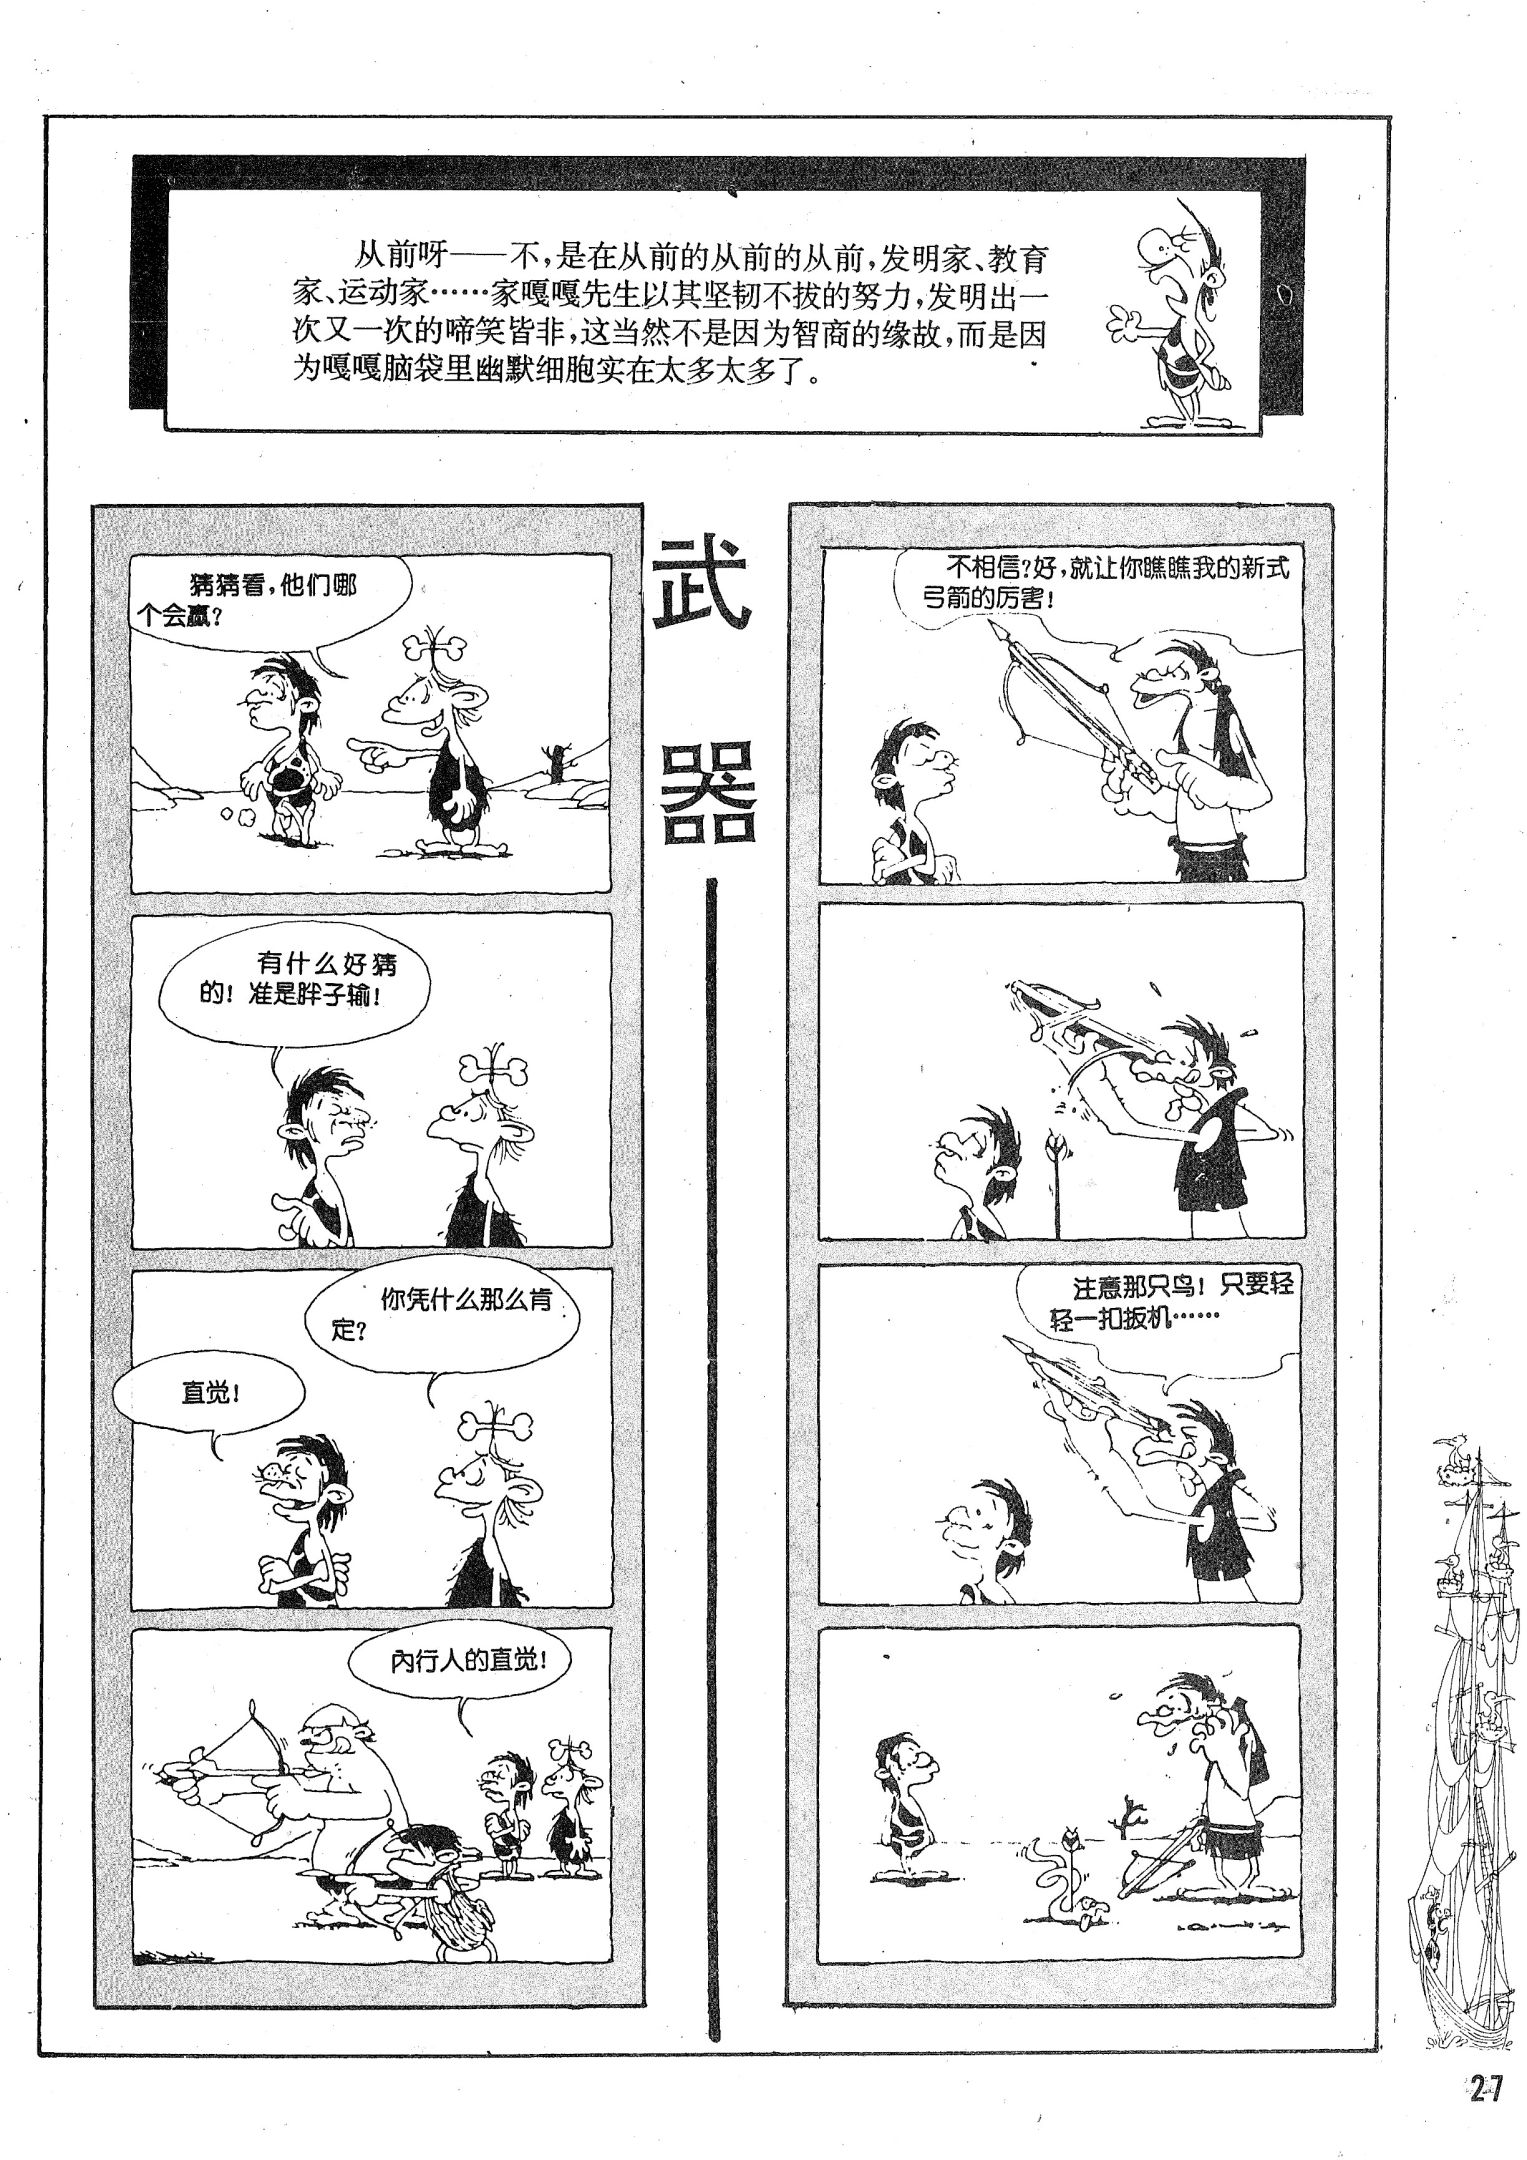 从前呀——不,是在从前的从前的从前,发明家、教育
家、运动家……家嘎嘎先生以其坚韧不拔的努力,发明出一
次又一次的啼笑皆非,这当然不是因为智商的缘故,而是因
为嘎嘎脑袋里幽默细胞实在太多太多了。
武
器
猜猜看,他们哪
个会赢?
有什么好猜
的!准是胖子输!
你凭什么那么肯
定?
直觉!
内行人的直觉!
不相信?好,就让你瞧瞧我的新式
弓箭的厉害!
注意那只鸟!只要轻
轻一扣扳机……
27